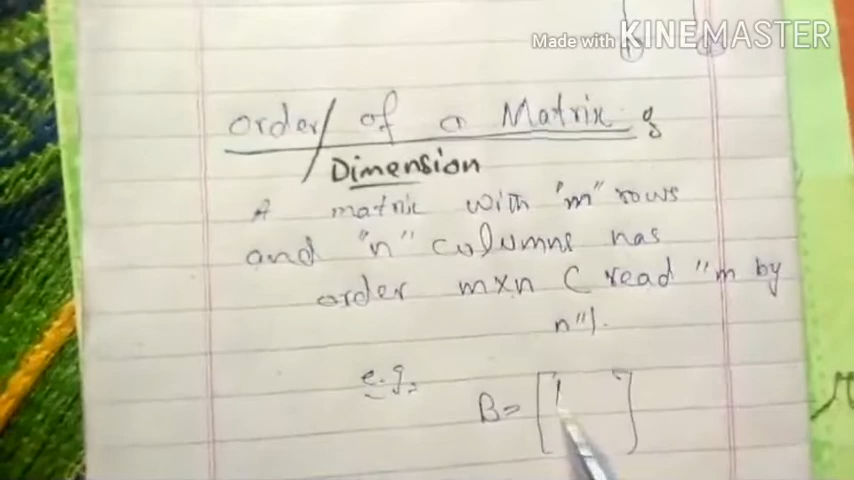 Made with KINEMASTER
Order/ of a Matrix :
Dimension
A matrix with "m" rows
and "n" columns has
order m×n ( read "m by
n").
e.g.
B = [ 1 ]